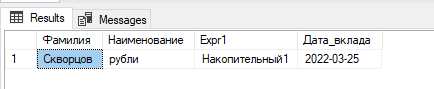 Results Messages
Фамилия Наименование Expr1 Дата_вклада
1 Скворцов рубли Накопительный1 2022-03-25